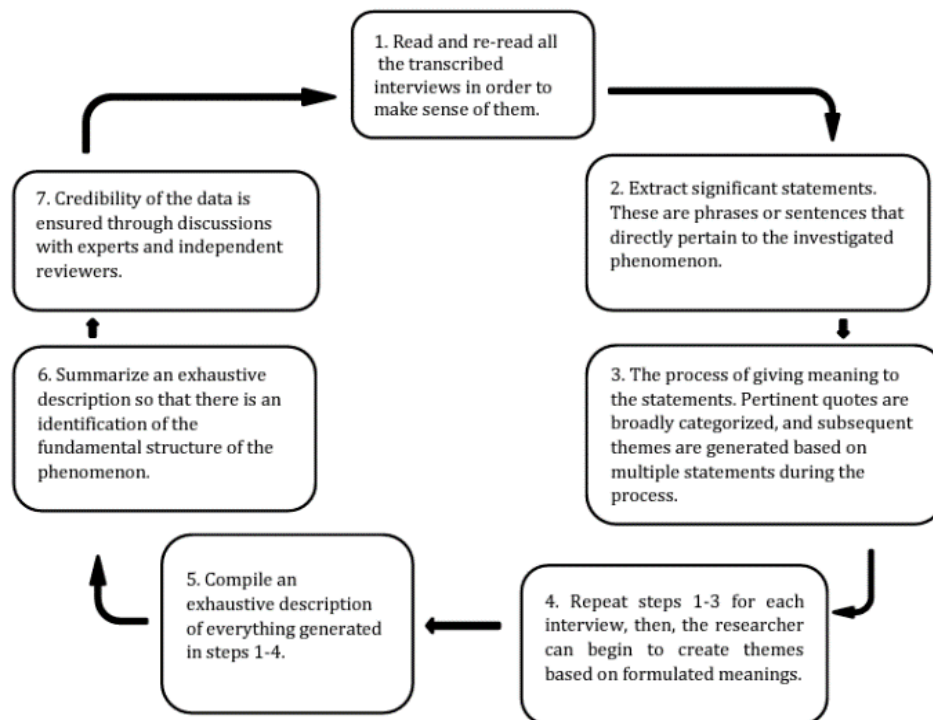 1. Read and re-read all
the transcribed
interviews in order to
make sense of them.
2. Extract significant statements.
These are phrases or sentences that
directly pertain to the investigated
phenomenon.
3. The process of giving meaning to
the statements. Pertinent quotes are
broadly categorized, and subsequent
themes are generated based on
multiple statements during the
process.
4. Repeat steps 1-3 for each
interview, then, the researcher
can begin to create themes
based on formulated meanings.
5. Compile an
exhaustive description
of everything generated
in steps 1-4.
6. Summarize an exhaustive
description so that there is an
identification of the
fundamental structure of the
phenomenon.
7. Credibility of the data is
ensured through discussions
with experts and independent
reviewers.